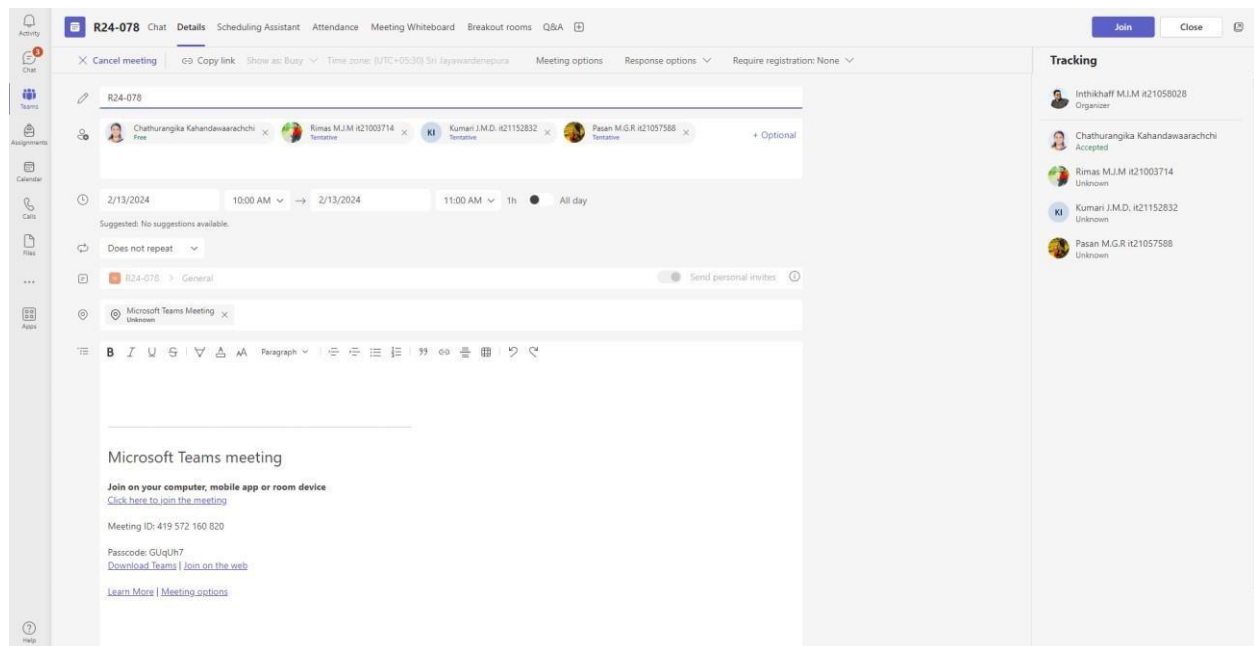 R24-078 Chat Details Scheduling Assistant Attendance Meeting Whiteboard Breakout rooms Q&A
Join Close
Activity
3
Chat
Teams
Assignments
Calendar
Calls
Files
...
Apps
Help
Cancel meeting Copy link Show as: Busy Time zone: (UTC+05:30) Sri Jayawardenepura Meeting options Response options Require registration: None
R24-078
Chathurangika Kahandawaarachchi
Free
Rimas M.J.M it21003714
Tentative
KI
Kumari J.M.D. it21152832
Tentative
Pasan M.G.R it21057588
Tentative
+ Optional
2/13/2024 10:00 AM → 2/13/2024 11:00 AM 1h All day
Suggested: No suggestions available.
Does not repeat
R24-078 > General Send personal invites
Microsoft Teams Meeting
Unknown
B I U S Paragraph
Microsoft Teams meeting
Join on your computer, mobile app or room device
Click here to join the meeting
Meeting ID: 419 572 160 820
Passcode: GUqUh7
Download Teams | Join on the web
Learn More | Meeting options
Tracking
Inthikhaff M.I.M it21058028
Organizer
Chathurangika Kahandawaarachchi
Accepted
Rimas M.J.M it21003714
Unknown
KI
Kumari J.M.D. it21152832
Unknown
Pasan M.G.R it21057588
Unknown